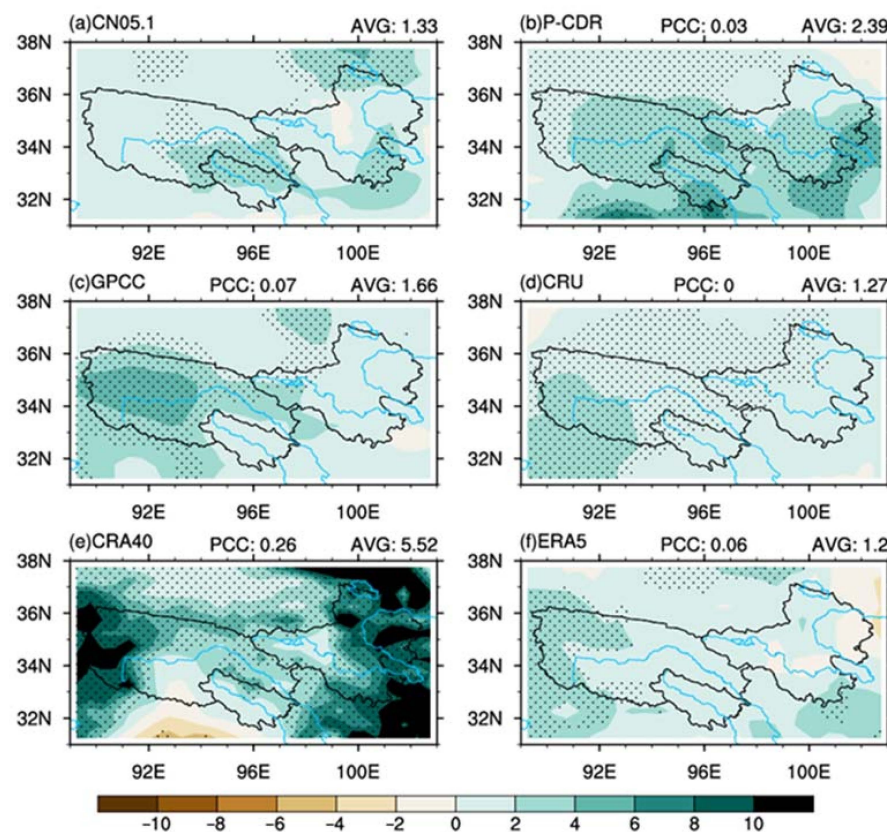 (a)CN05.1 AVG: 1.33
(b)P-CDR PCC: 0.03 AVG: 2.39
38N
36N
34N
32N
92E 96E 100E
38N
36N
34N
32N
92E 96E 100E
(c)GPCC PCC: 0.07 AVG: 1.66
(d)CRU PCC: 0 AVG: 1.27
38N
36N
34N
32N
92E 96E 100E
38N
36N
34N
32N
92E 96E 100E
(e)CRA40 PCC: 0.26 AVG: 5.52
(f)ERA5 PCC: 0.06 AVG: 1.2
38N
36N
34N
32N
92E 96E 100E
38N
36N
34N
32N
92E 96E 100E
−10 −8 −6 −4 −2 0 2 4 6 8 10